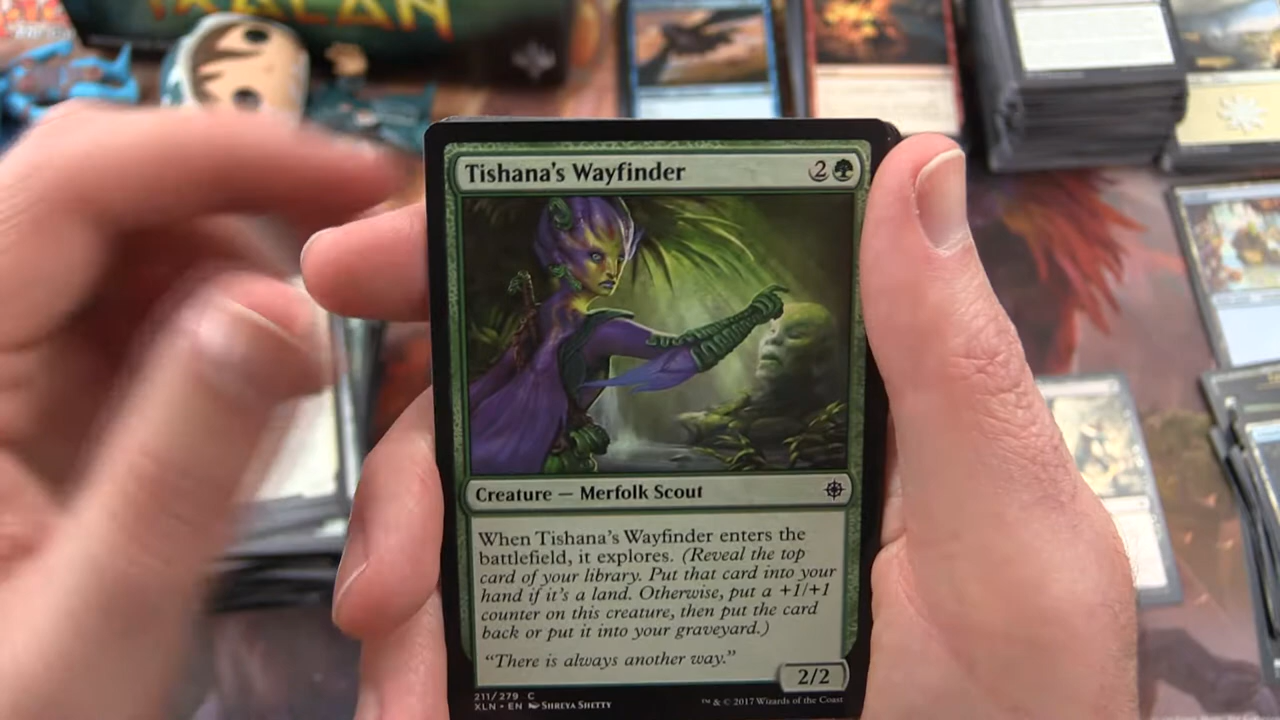 IXALAN
Tishana's Wayfinder 2
Creature — Merfolk Scout
When Tishana's Wayfinder enters the
battlefield, it explores. (Reveal the top
card of your library. Put that card into your
hand if it's a land. Otherwise, put a +1/+1
counter on this creature, then put the card
back or put it into your graveyard.)
“There is always another way.”
2/2
211/279 C
XLN • EN Shreya Shetty
™ & © 2017 Wizards of the Coast